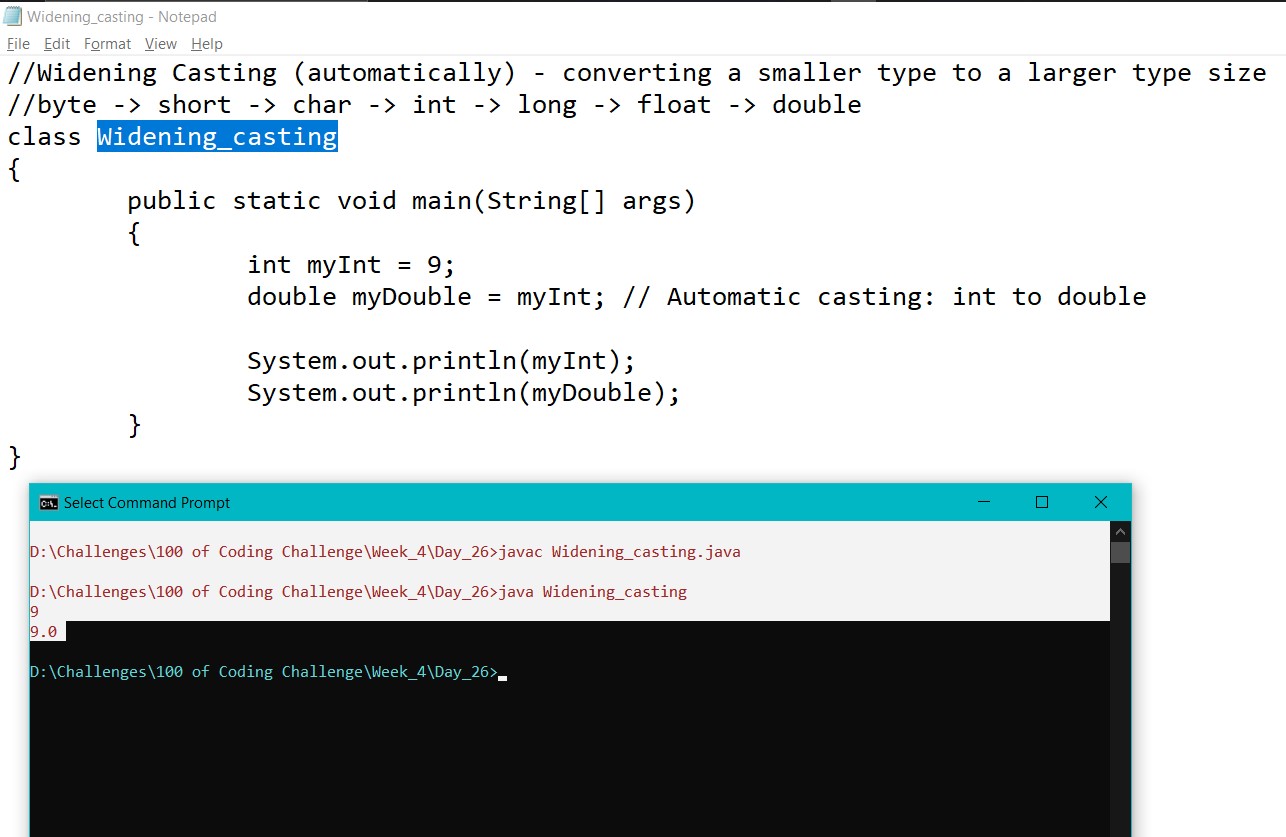 Widening_casting - Notepad
File Edit Format View Help
//Widening Casting (automatically) - converting a smaller type to a larger type size
//byte -> short -> char -> int -> long -> float -> double
class Widening_casting
{
public static void main(String[] args)
{
int myInt = 9;
double myDouble = myInt; // Automatic casting: int to double
System.out.println(myInt);
System.out.println(myDouble);
}
}
Select Command Prompt
D:\Challenges\100 of Coding Challenge\Week_4\Day_26>javac Widening_casting.java
D:\Challenges\100 of Coding Challenge\Week_4\Day_26>java Widening_casting
9
9.0
D:\Challenges\100 of Coding Challenge\Week_4\Day_26>